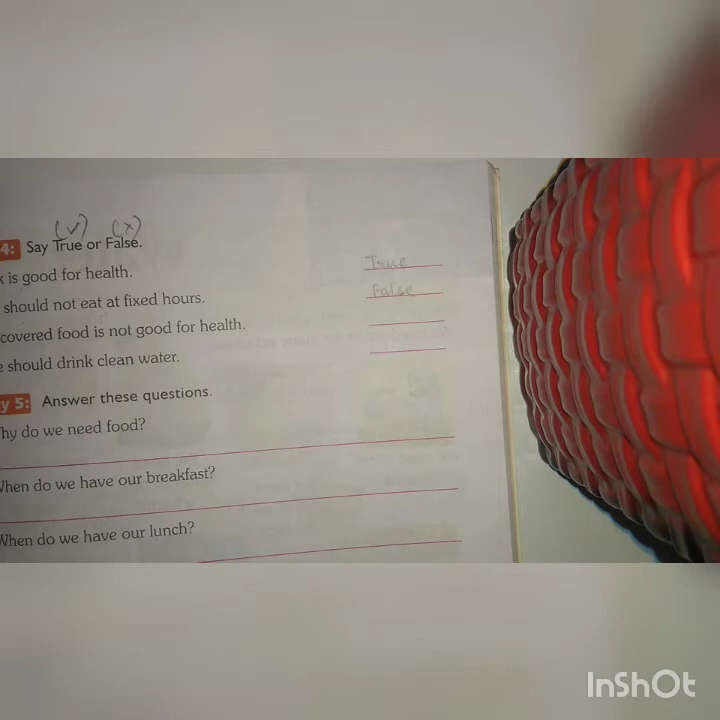 (✓) (x)
4: Say True or False.
k is good for health. True
should not eat at fixed hours. False
covered food is not good for health.
e should drink clean water.
y 5: Answer these questions.
hy do we need food?
When do we have our breakfast?
When do we have our lunch?
InShOt